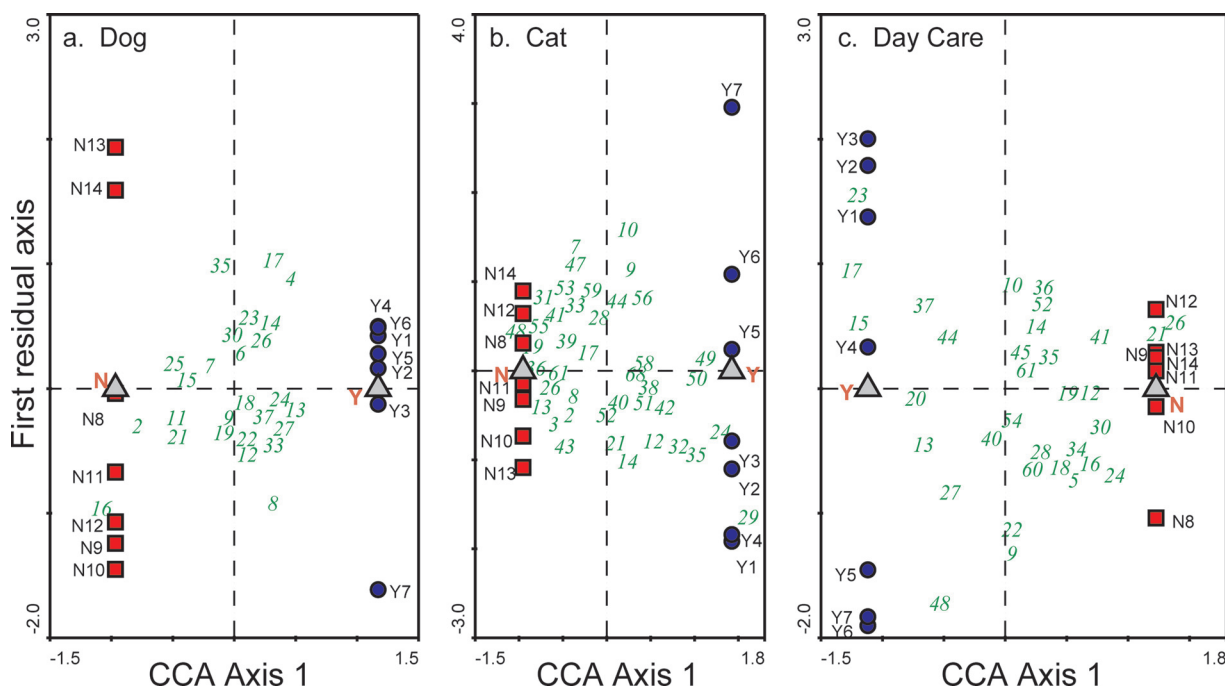 3.0
a. Dog
N13
N14
35
17
4
23
14
30
26
6
25
7
15
Y4
Y6
Y1
Y5
Y2
Y3
N
Y
N8
2
11
21
18
24
13
9
37
27
19
22
33
12
N11
16
8
N12
N9
N10
Y7
-2.0
-1.5
1.5
CCA Axis 1
First residual axis
4.0
b. Cat
Y7
10
7
47
9
Y6
N14
53
59
31
33
44
56
N12
41
28
48
55
Y5
N8
39
17
58
49
61
68
50
N
Y
N11
26
38
N9
13
8
40
51
42
2
52
3
24
N10
43
21
12
32
35
14
Y3
N13
Y2
29
Y4
Y1
-3.0
-1.5
1.8
CCA Axis 1
3.0
c. Day Care
Y3
Y2
23
Y1
17
10
36
37
52
N12
15
14
26
44
41
21
Y4
45
35
N9
N13
N14
61
N11
Y
20
19
12
N
N10
54
30
13
40
28
34
60
18
16
5
24
27
N8
22
9
Y5
48
Y7
Y6
-2.0
-1.5
1.8
CCA Axis 1